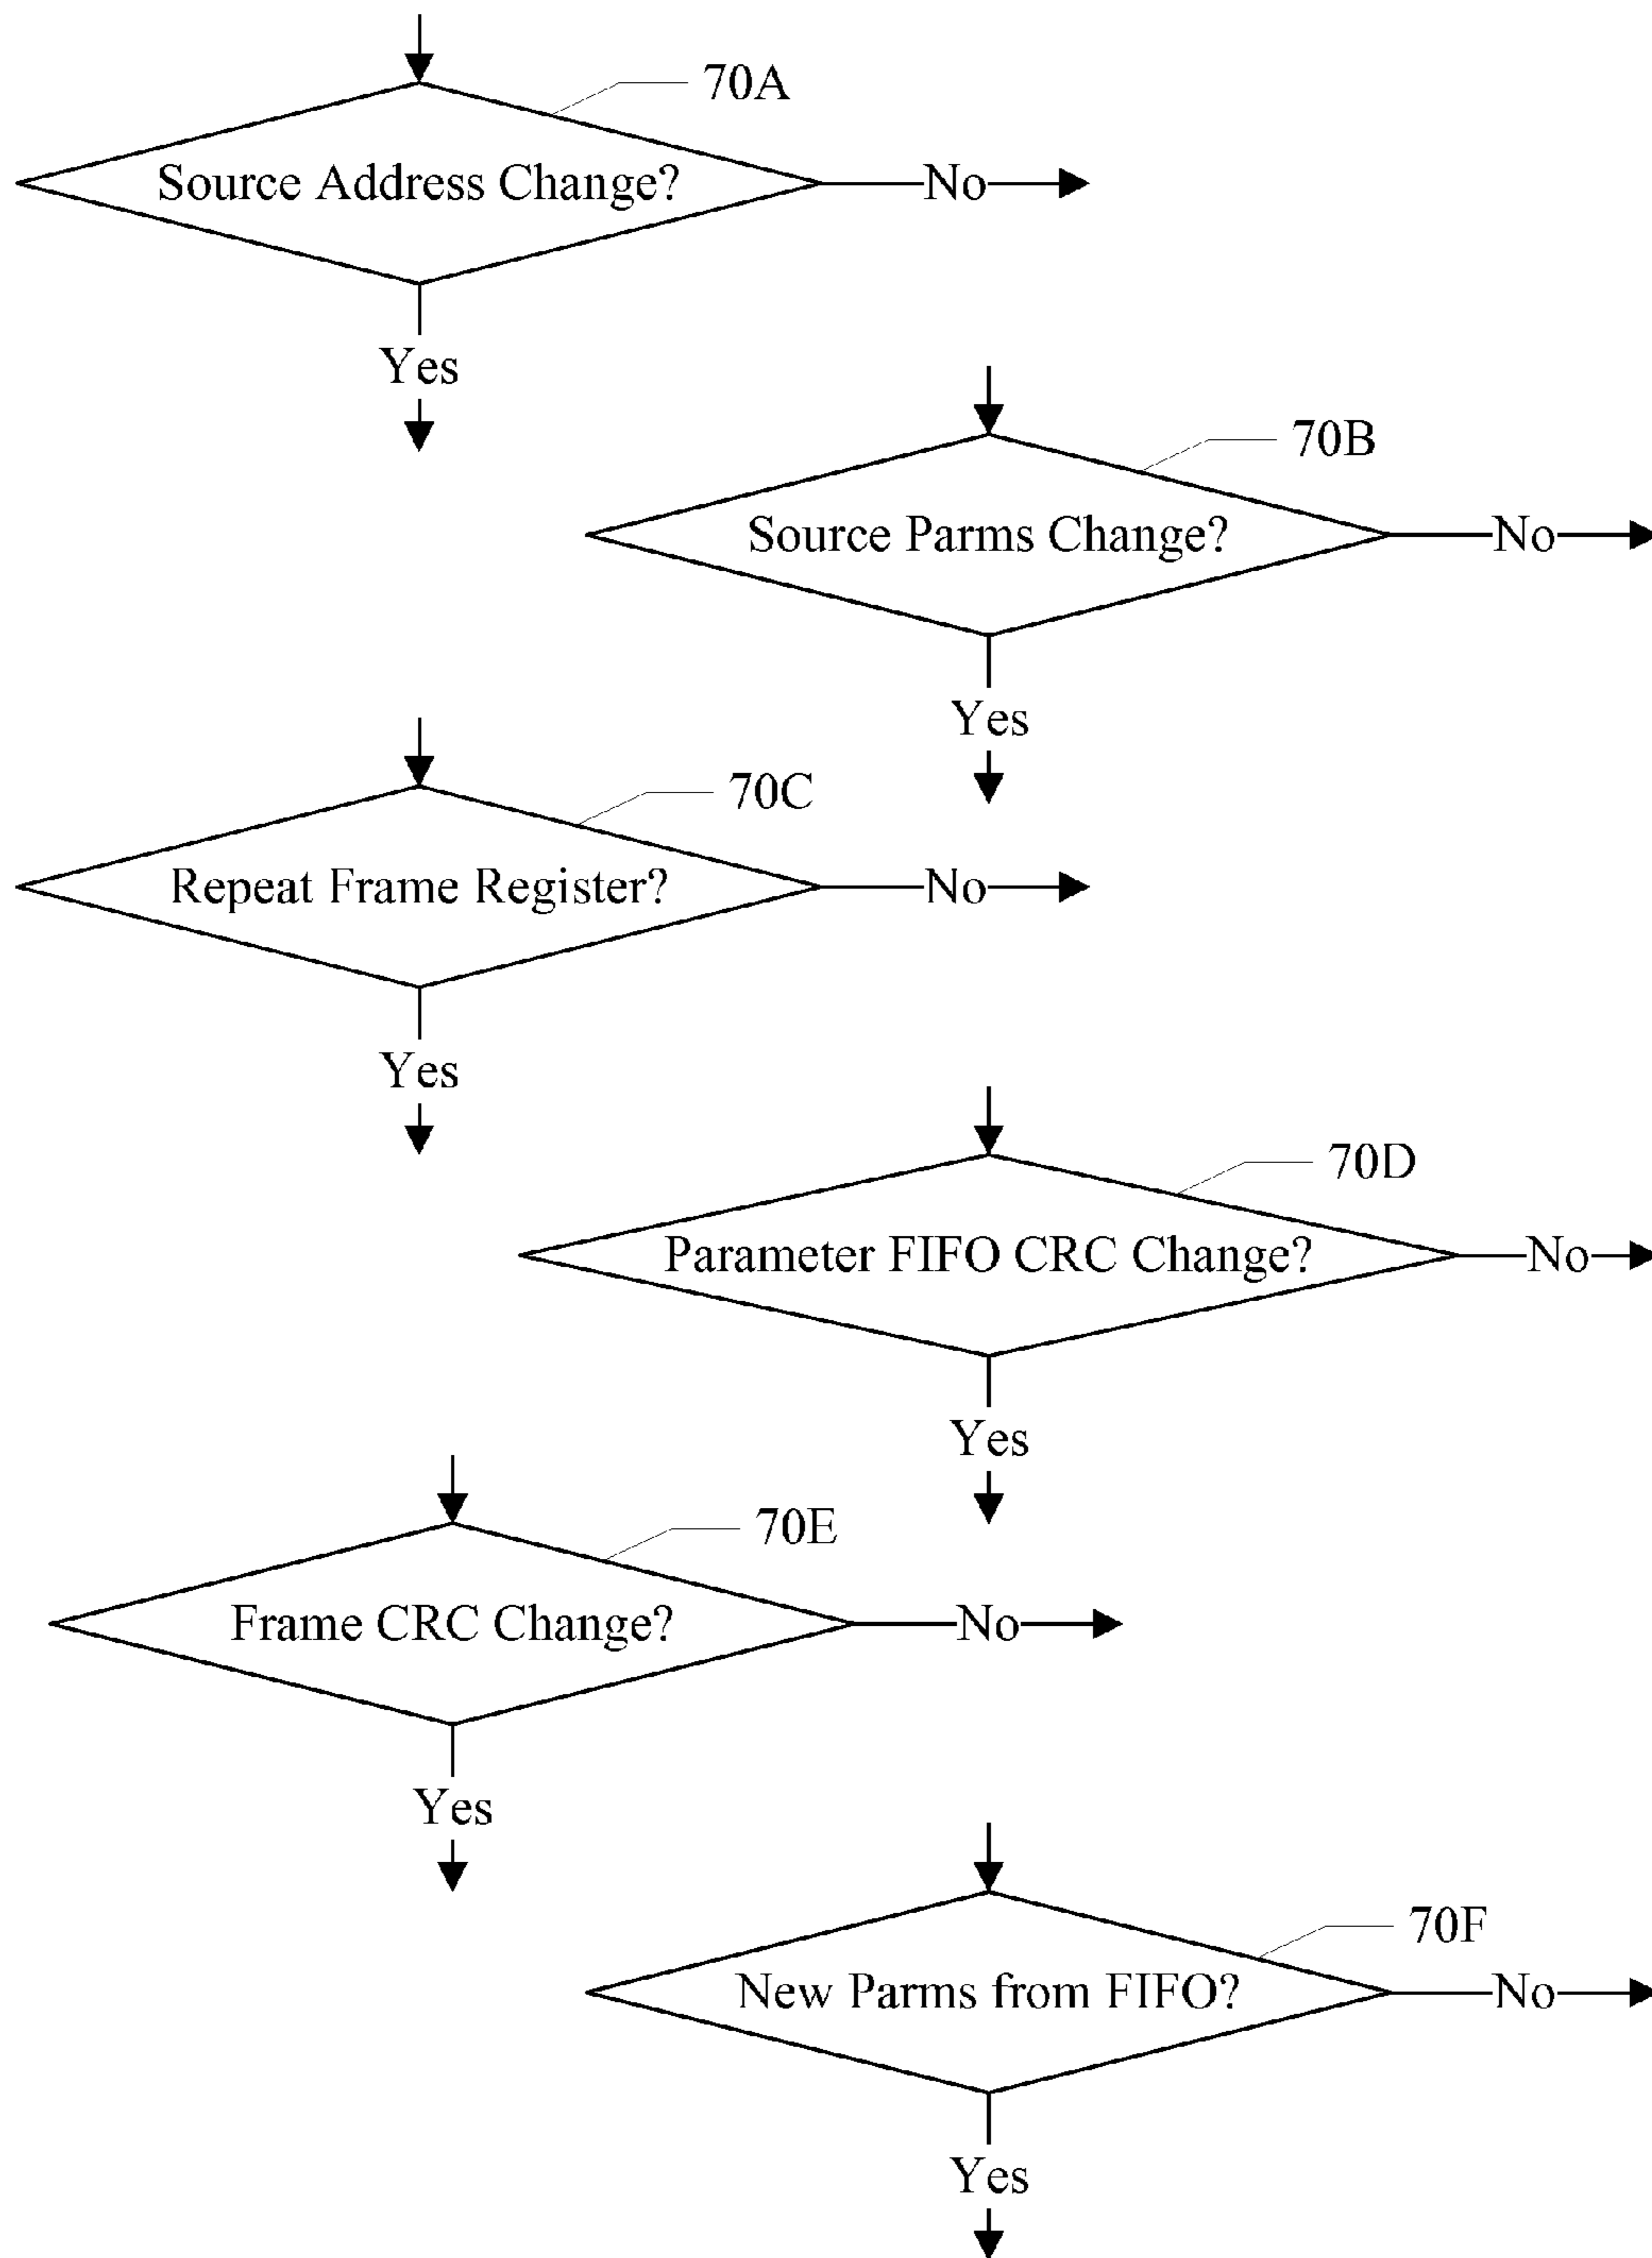 70A
Source Address Change?
No
Yes
70B
Source Parms Change?
No
Yes
70C
Repeat Frame Register?
No
Yes
70D
Parameter FIFO CRC Change?
No
Yes
70E
Frame CRC Change?
No
Yes
70F
New Parms from FIFO?
No
Yes